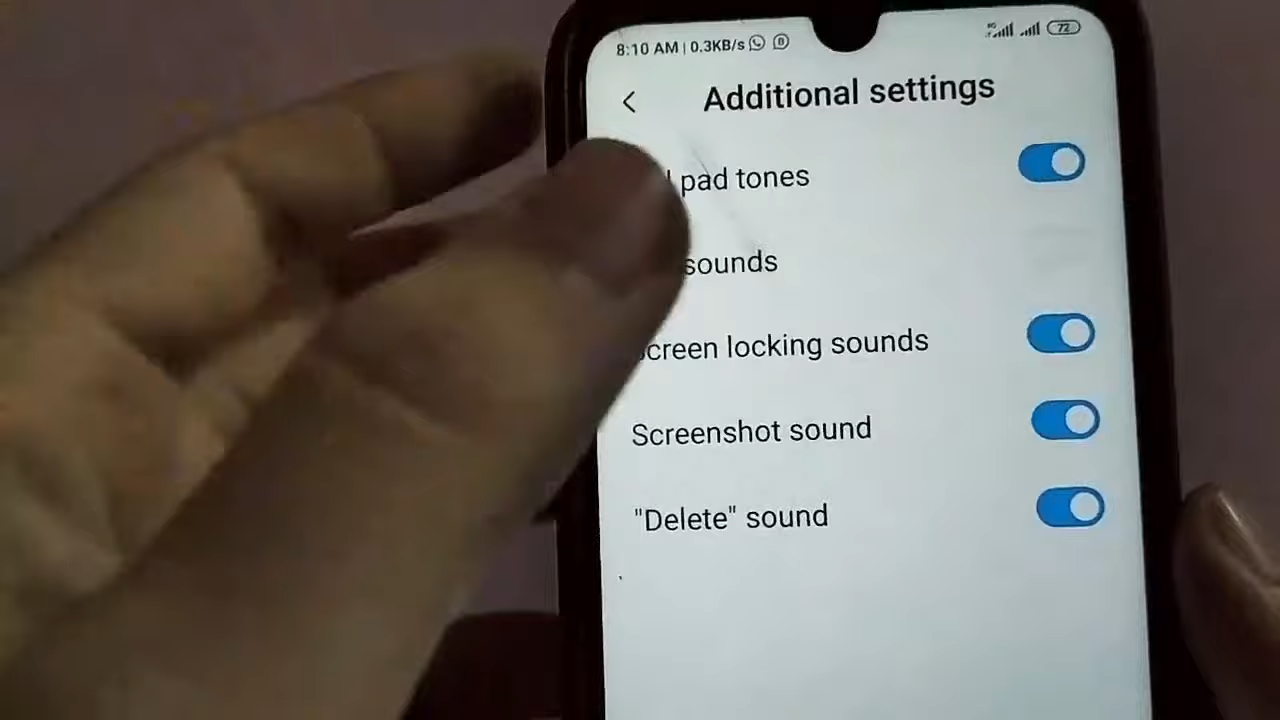 8:10 AM | 0.3KB/s
72
Additional settings
pad tones
sounds
creen locking sounds
Screenshot sound
"Delete" sound